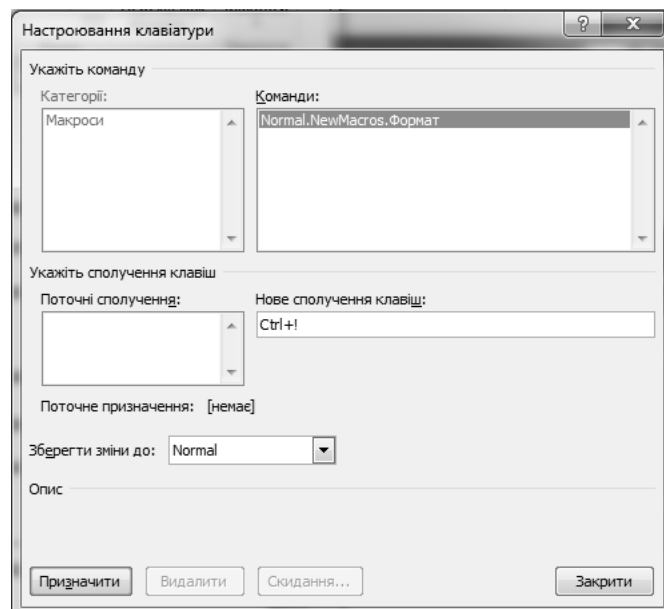 Настроювання клавіатури
Укажіть команду
Категорії: Команди:
Макроси Normal.NewMacros.Формат
Укажіть сполучення клавіш
Поточні сполучення: Нове сполучення клавіш:
Ctrl+!
Поточне призначення: [немає]
Зберегти зміни до: Normal
Опис
Призначити Видалити Скидання... Закрити